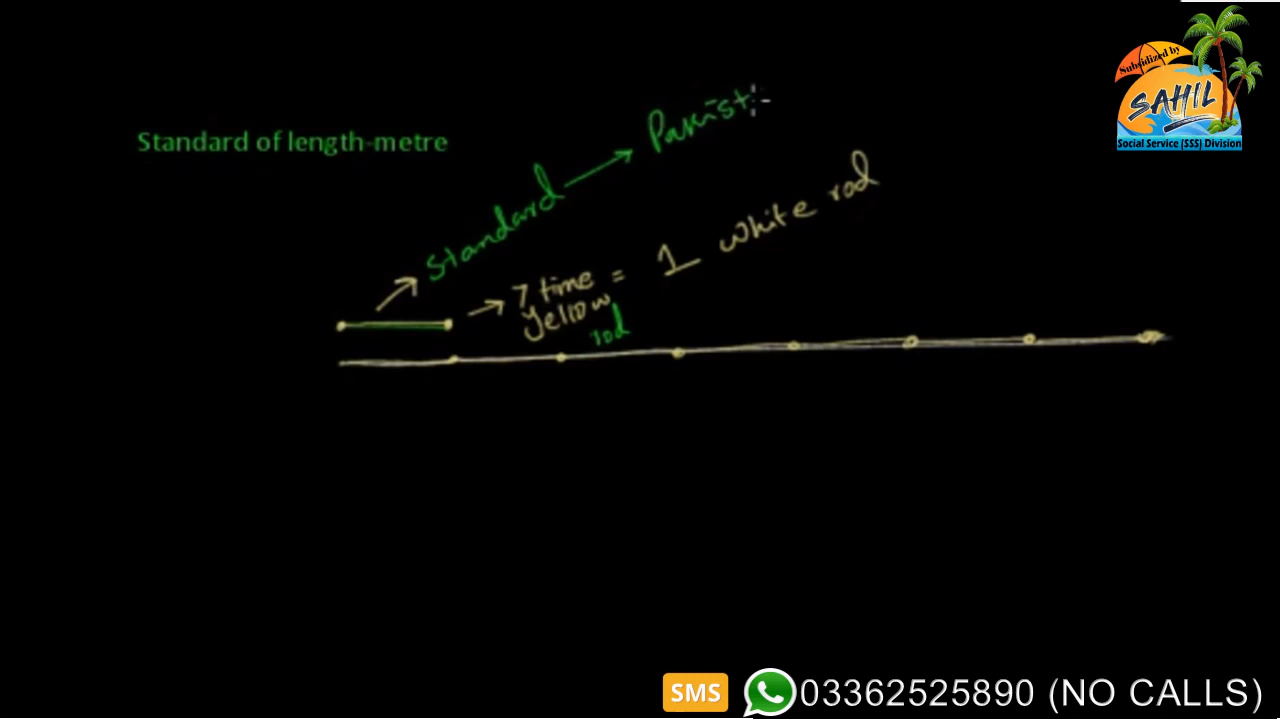 Subsidized by
SAHIL
Social Service (SSS) Division
Standard of length-metre
Standard → Pakist
→ 7 time = 1 white rod
yellow
rod
SMS 03362525890 (NO CALLS)